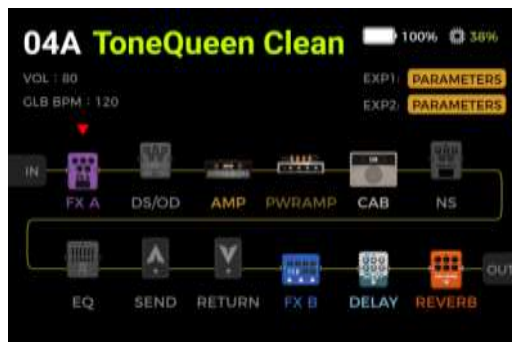 04A ToneQueen Clean
100%
38%
VOL : 80
EXP1: PARAMETERS
GLB BPM : 120
EXP2: PARAMETERS
IN
FX A
DS/OD
AMP
PWRAMP
CAB
NS
EQ
SEND
RETURN
FX B
DELAY
REVERB
OUT